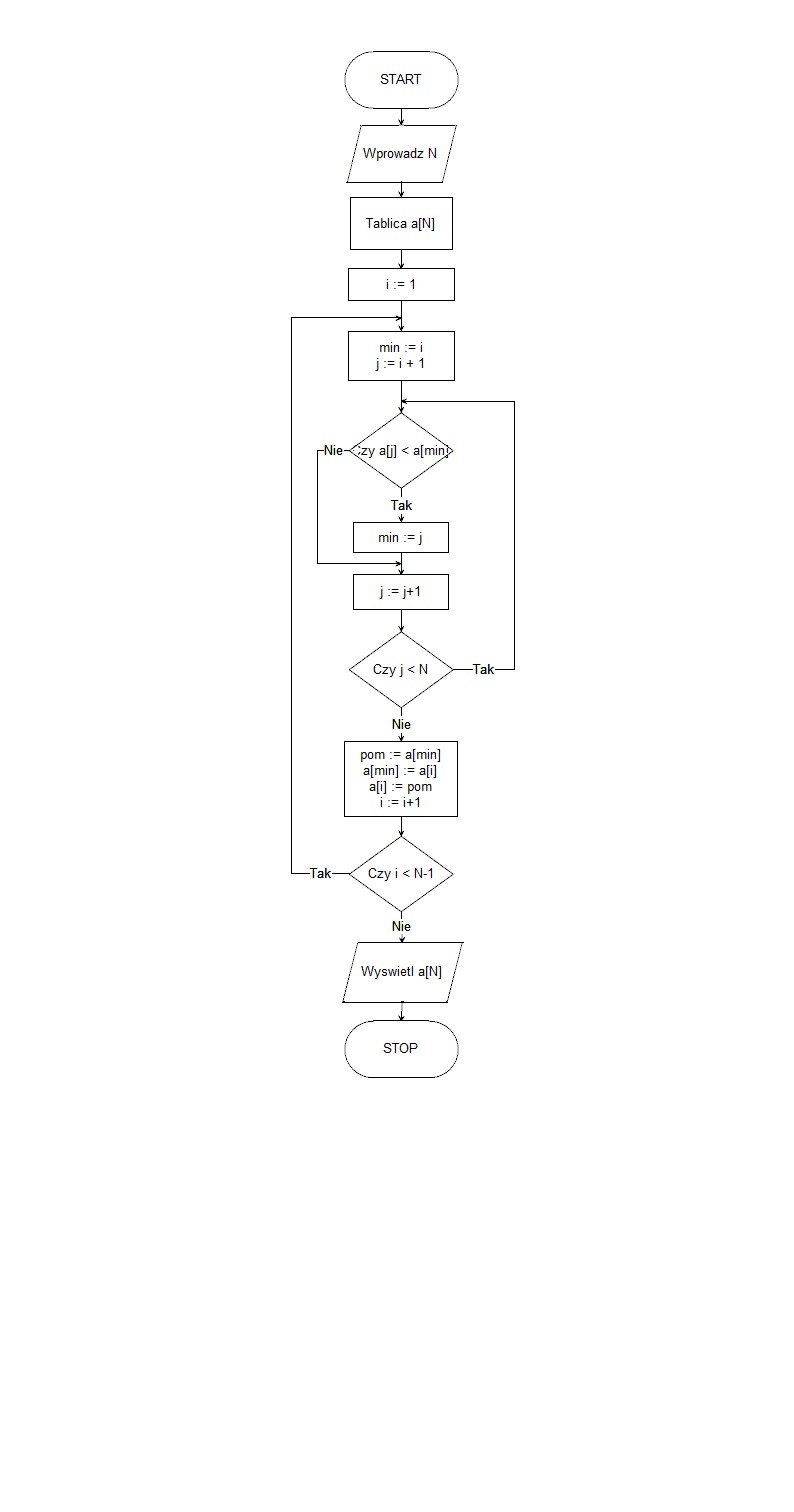 START
Wprowadz N
Tablica a[N]
i := 1
min := i
j := i + 1
Nie
Czy a[j] < a[min]
Tak
min := j
j := j+1
Czy j < N
Tak
Nie
pom := a[min]
a[min] := a[i]
a[i] := pom
i := i+1
Tak
Czy i < N-1
Nie
Wyswietl a[N]
STOP